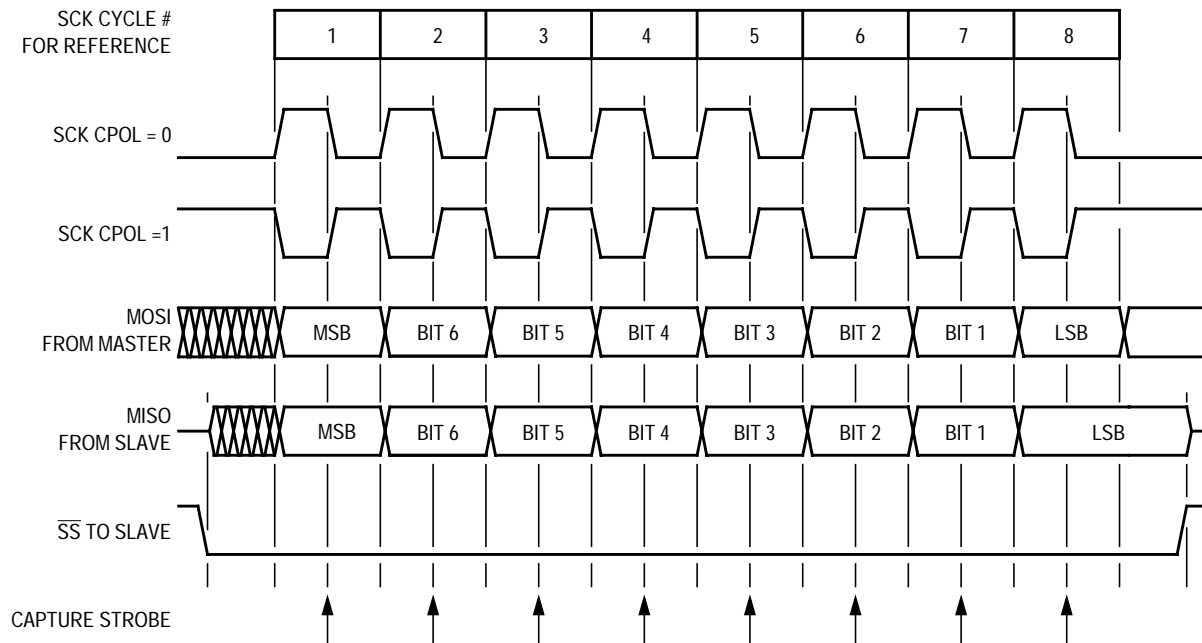 SCK CYCLE #
FOR REFERENCE
1 2 3 4 5 6 7 8
SCK CPOL = 0
SCK CPOL =1
MOSI
FROM MASTER
MSB BIT 6 BIT 5 BIT 4 BIT 3 BIT 2 BIT 1 LSB
MISO
FROM SLAVE
MSB BIT 6 BIT 5 BIT 4 BIT 3 BIT 2 BIT 1 LSB
S̅S̅ TO SLAVE
CAPTURE STROBE